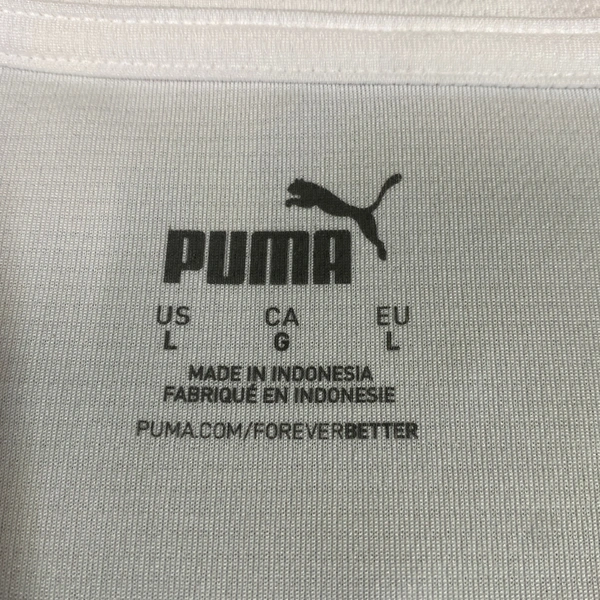 PUMA
US CA EU
L G L
MADE IN INDONESIA
FABRIQUÉ EN INDONESIE
PUMA.COM/FOREVERBETTER